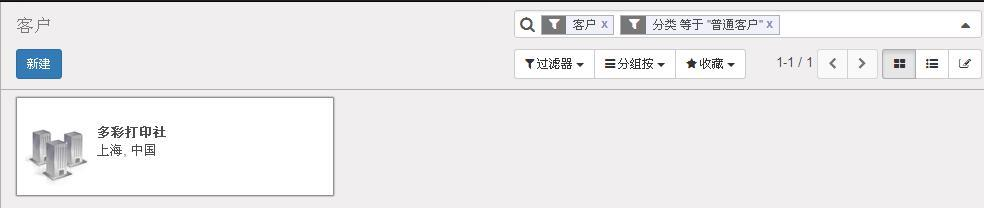 客户
客户 x
分类 等于 "普通客户" x
新建
过滤器
分组按
收藏
1-1 / 1
多彩打印社
上海, 中国